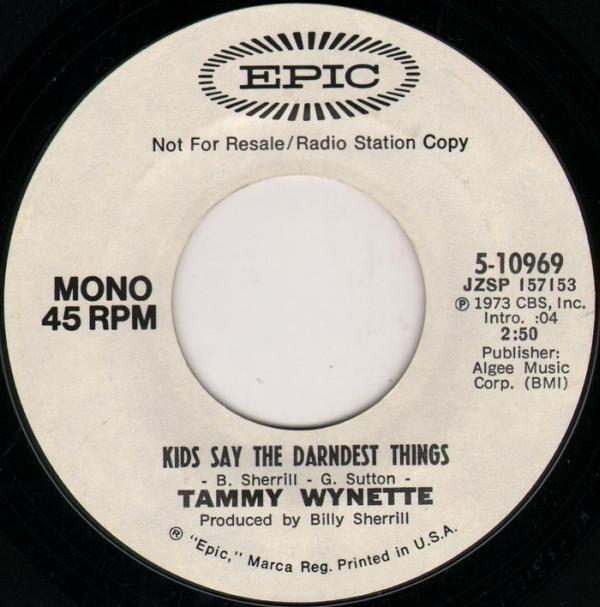 EPIC
Not For Resale/Radio Station Copy
MONO
45 RPM
5-10969
JZSP 157153
℗ 1973 CBS, Inc.
Intro. :04
2:50
Publisher:
Algee Music
Corp. (BMI)
KIDS SAY THE DARNDEST THINGS
- B. Sherrill - G. Sutton -
TAMMY WYNETTE
Produced by Billy Sherrill
® "Epic," Marca Reg. Printed in U.S.A.